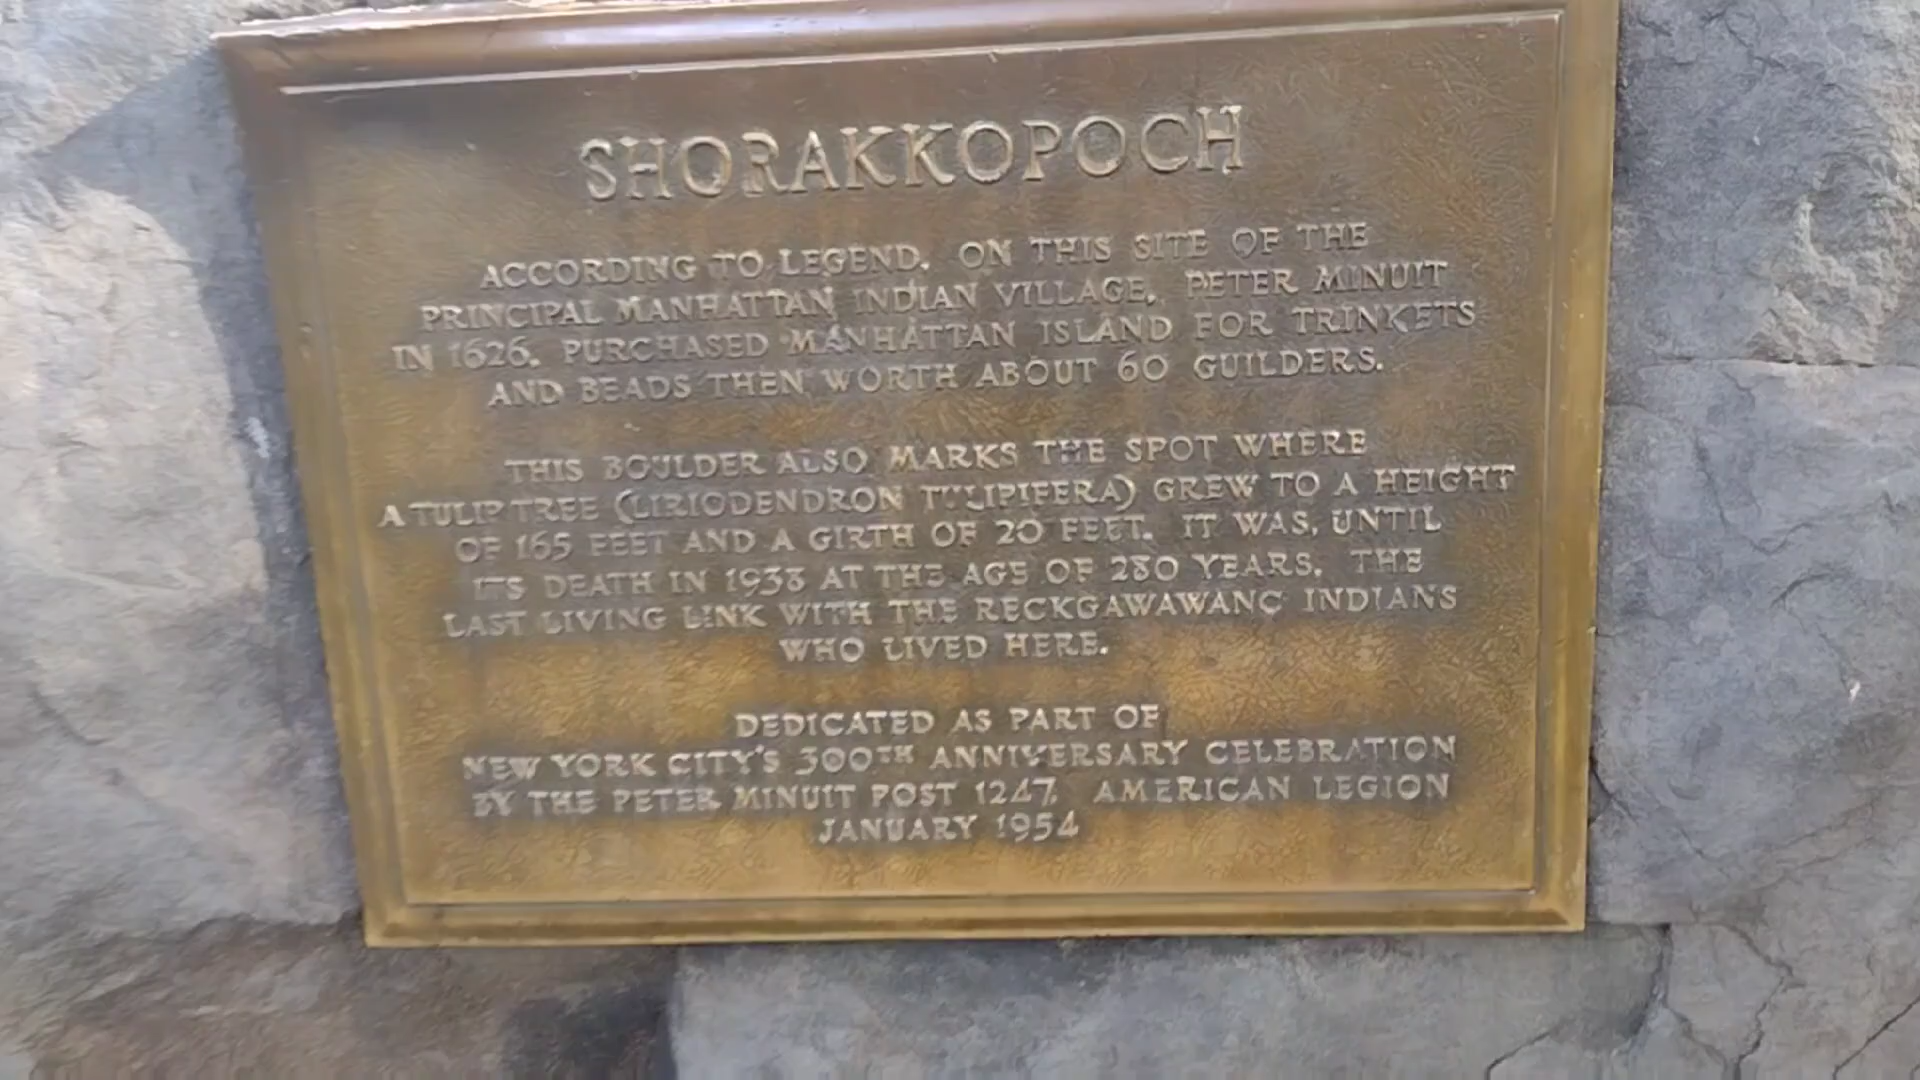 SHORAKKOPOCH
ACCORDING TO LEGEND, ON THIS SITE OF THE
PRINCIPAL MANHATTAN INDIAN VILLAGE, PETER MINUIT
IN 1626, PURCHASED MANHATTAN ISLAND FOR TRINKETS
AND BEADS THEN WORTH ABOUT 60 GUILDERS.
THIS BOULDER ALSO MARKS THE SPOT WHERE
A TULIP TREE (LIRIODENDRON TULIPIFERA) GREW TO A HEIGHT
OF 165 FEET AND A GIRTH OF 20 FEET. IT WAS, UNTIL
ITS DEATH IN 1938 AT THE AGE OF 280 YEARS, THE
LAST LIVING LINK WITH THE RECKGAWAWANC INDIANS
WHO LIVED HERE.
DEDICATED AS PART OF
NEW YORK CITY'S 300TH ANNIVERSARY CELEBRATION
BY THE PETER MINUIT POST 1247, AMERICAN LEGION
JANUARY 1954